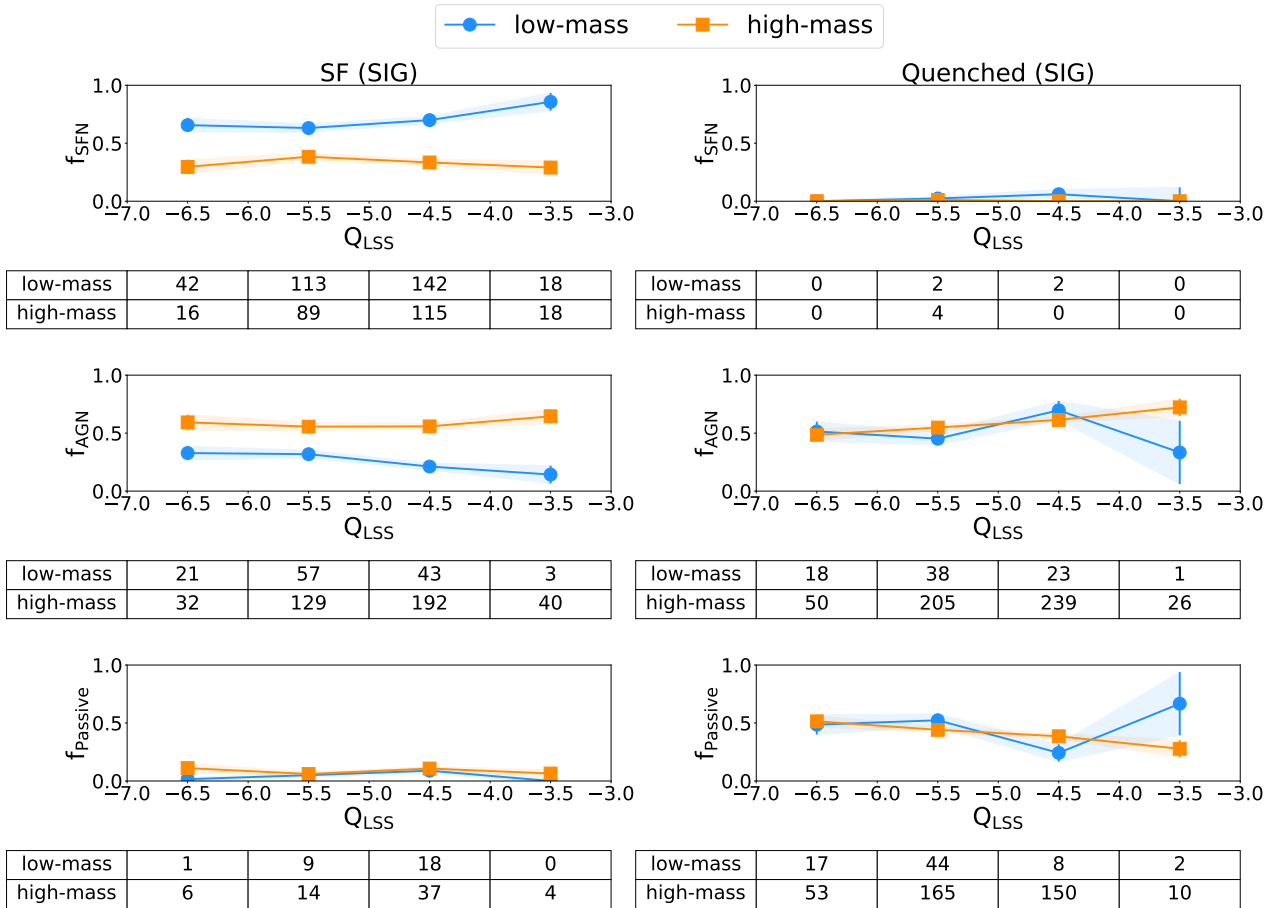 low-mass high-mass
SF (SIG) Quenched (SIG)
1.0
0.5
0.0
f_SFN
−7.0 −6.5 −6.0 −5.5 −5.0 −4.5 −4.0 −3.5 −3.0
Q_LSS
1.0
0.5
0.0
f_SFN
−7.0 −6.5 −6.0 −5.5 −5.0 −4.5 −4.0 −3.5 −3.0
Q_LSS
low-mass 42 113 142 18
high-mass 16 89 115 18
low-mass 0 2 2 0
high-mass 0 4 0 0
1.0
0.5
0.0
f_AGN
−7.0 −6.5 −6.0 −5.5 −5.0 −4.5 −4.0 −3.5 −3.0
Q_LSS
1.0
0.5
0.0
f_AGN
−7.0 −6.5 −6.0 −5.5 −5.0 −4.5 −4.0 −3.5 −3.0
Q_LSS
low-mass 21 57 43 3
high-mass 32 129 192 40
low-mass 18 38 23 1
high-mass 50 205 239 26
1.0
0.5
0.0
f_Passive
−7.0 −6.5 −6.0 −5.5 −5.0 −4.5 −4.0 −3.5 −3.0
Q_LSS
1.0
0.5
0.0
f_Passive
−7.0 −6.5 −6.0 −5.5 −5.0 −4.5 −4.0 −3.5 −3.0
Q_LSS
low-mass 1 9 18 0
high-mass 6 14 37 4
low-mass 17 44 8 2
high-mass 53 165 150 10